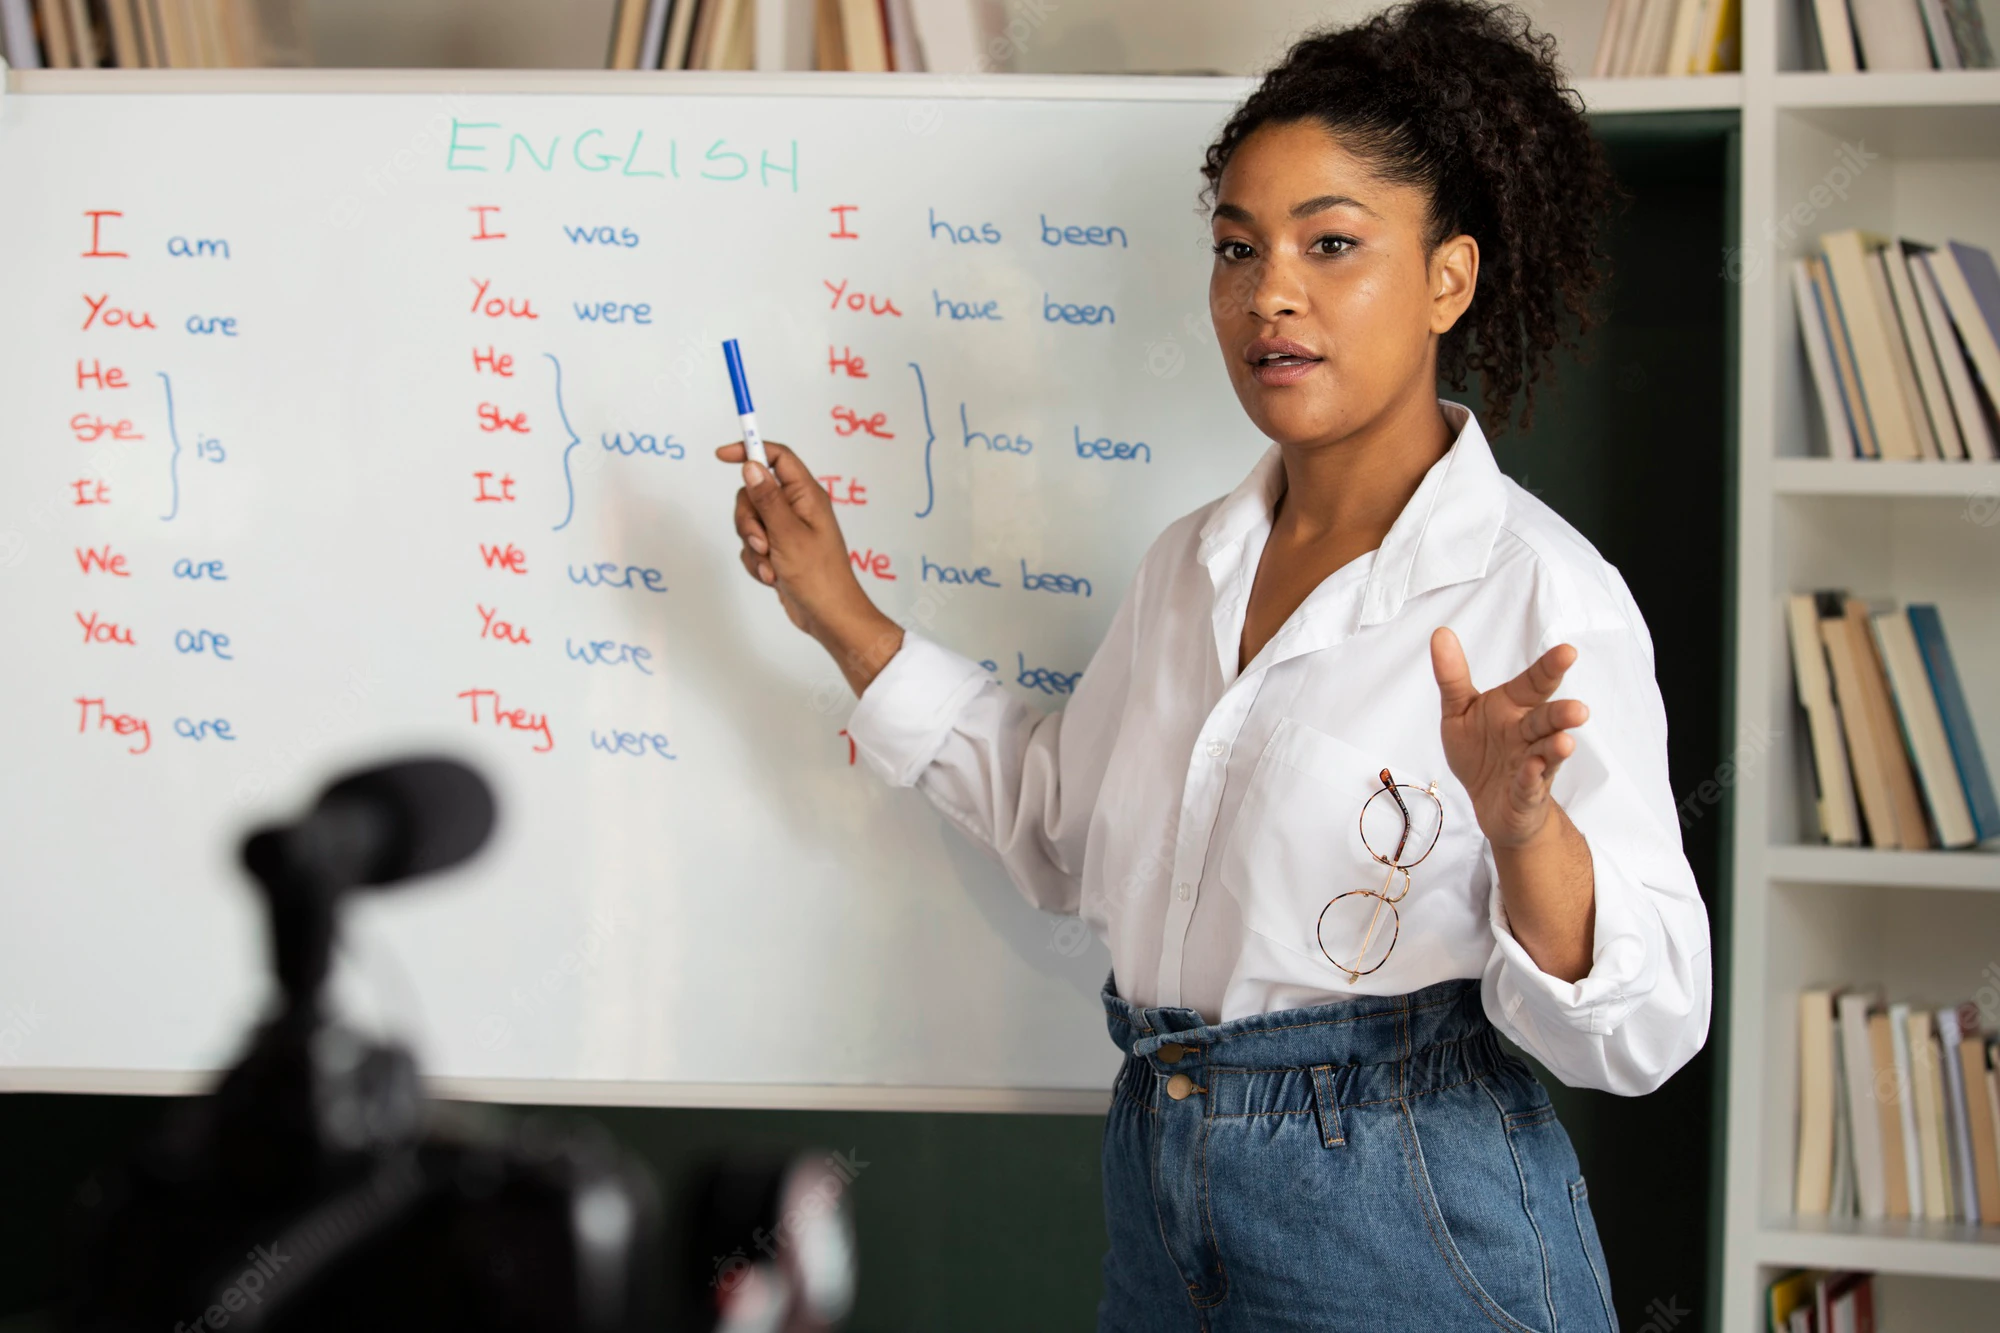 ENGLISH
I am
You are
He
She
It
is
We are
You are
They are
I was
You were
He
She
It
was
We were
You were
They were
I has been
You have been
He
She
It
has been
We have been
been
freepik